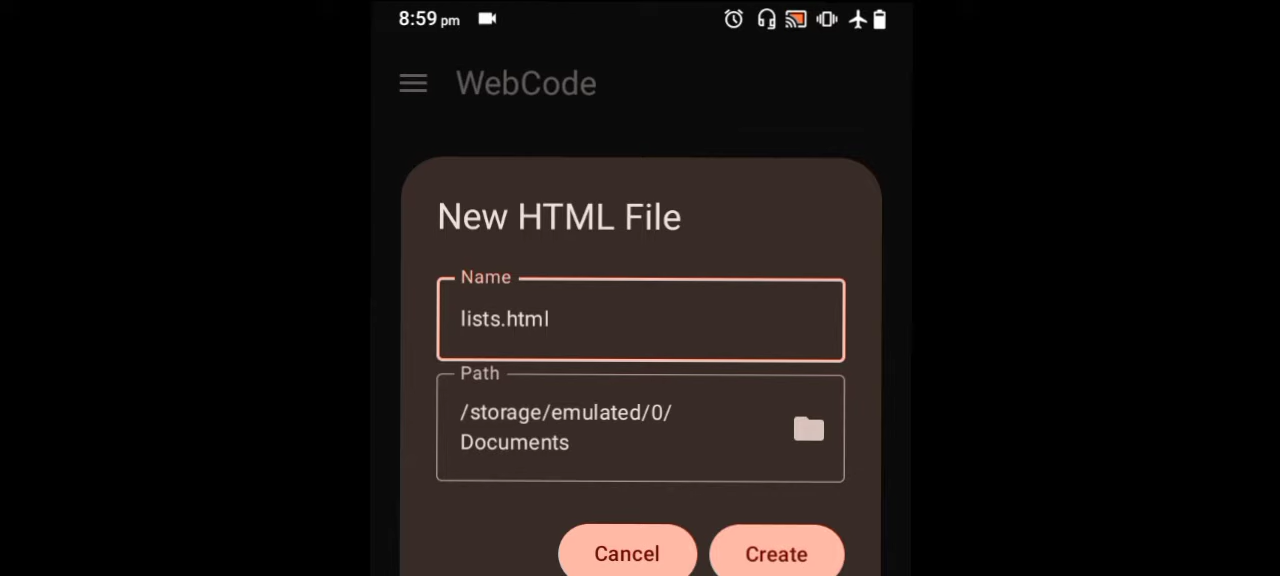 8:59 pm
WebCode
New HTML File
Name
lists.html
Path
/storage/emulated/0/
Documents
Cancel
Create